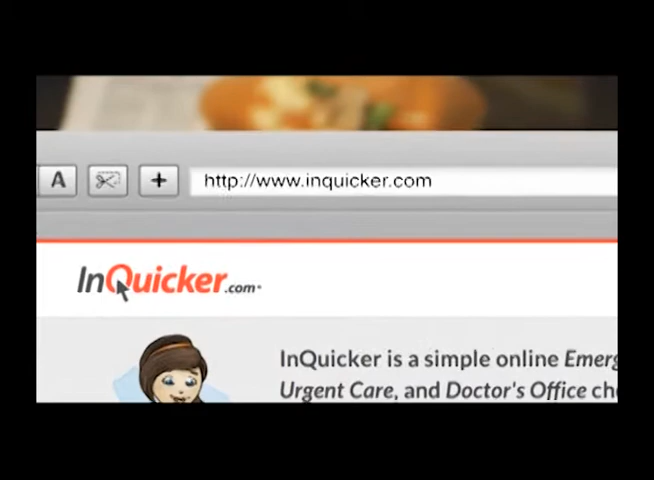 A
http://www.inquicker.com
InQuicker.com
InQuicker is a simple online
Urgent Care, and Doctor's Office